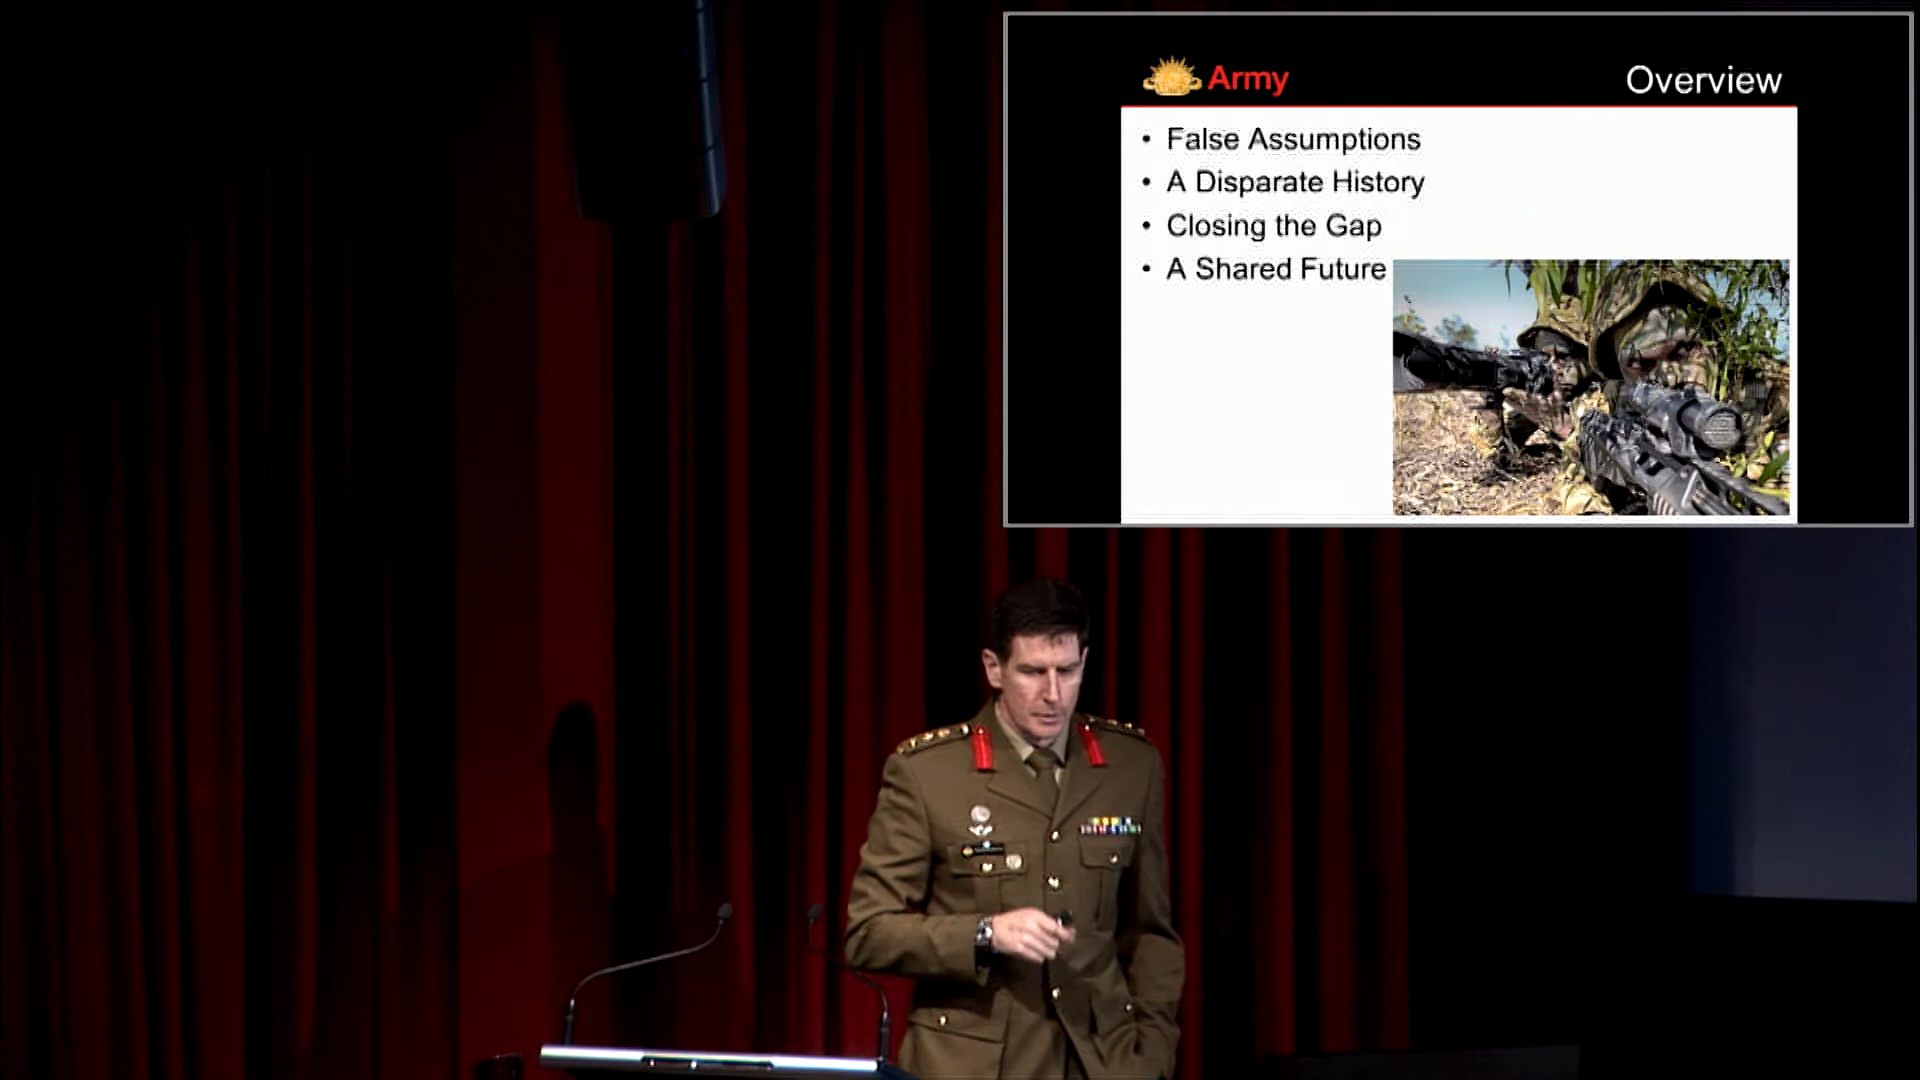 Army
Overview
• False Assumptions
• A Disparate History
• Closing the Gap
• A Shared Future